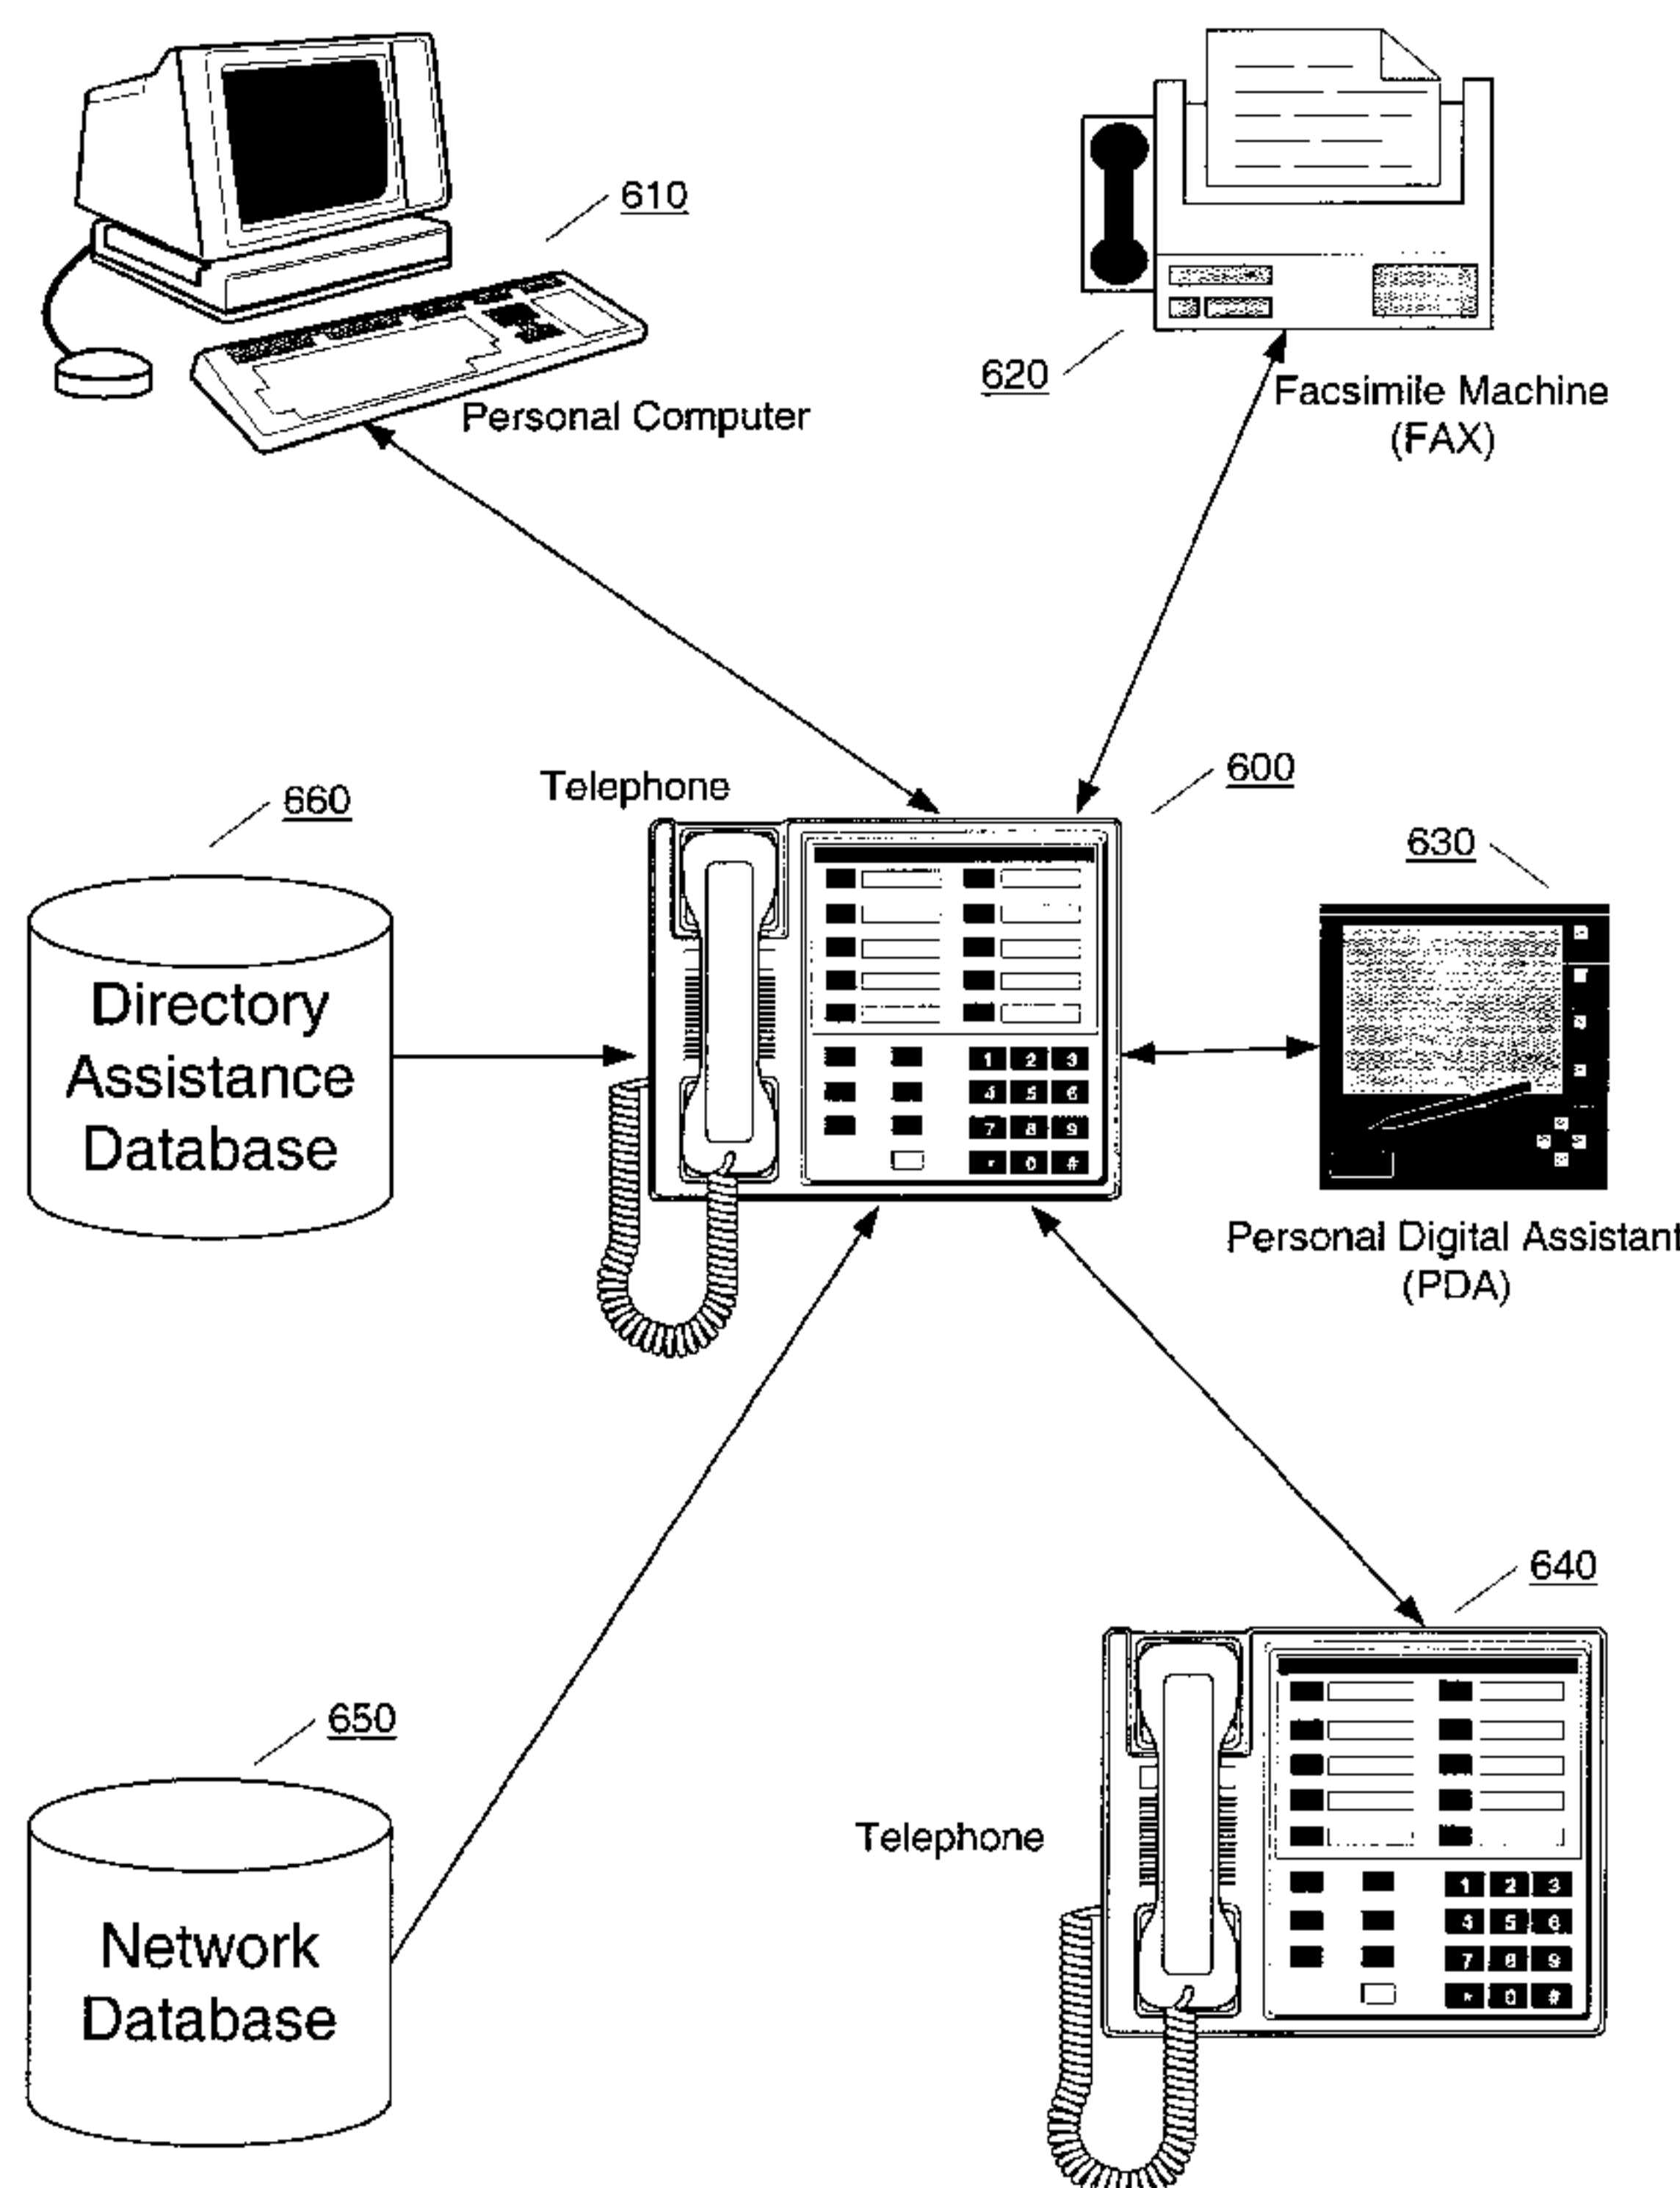 610
Personal Computer
620
Facsimile Machine
(FAX)
660
Directory
Assistance
Database
Telephone
600
1 2 3
4 5 6
7 8 9
* 0 #
630
Personal Digital Assistant
(PDA)
650
Network
Database
640
Telephone
1 2 3
4 5 6
7 8 9
* 0 #